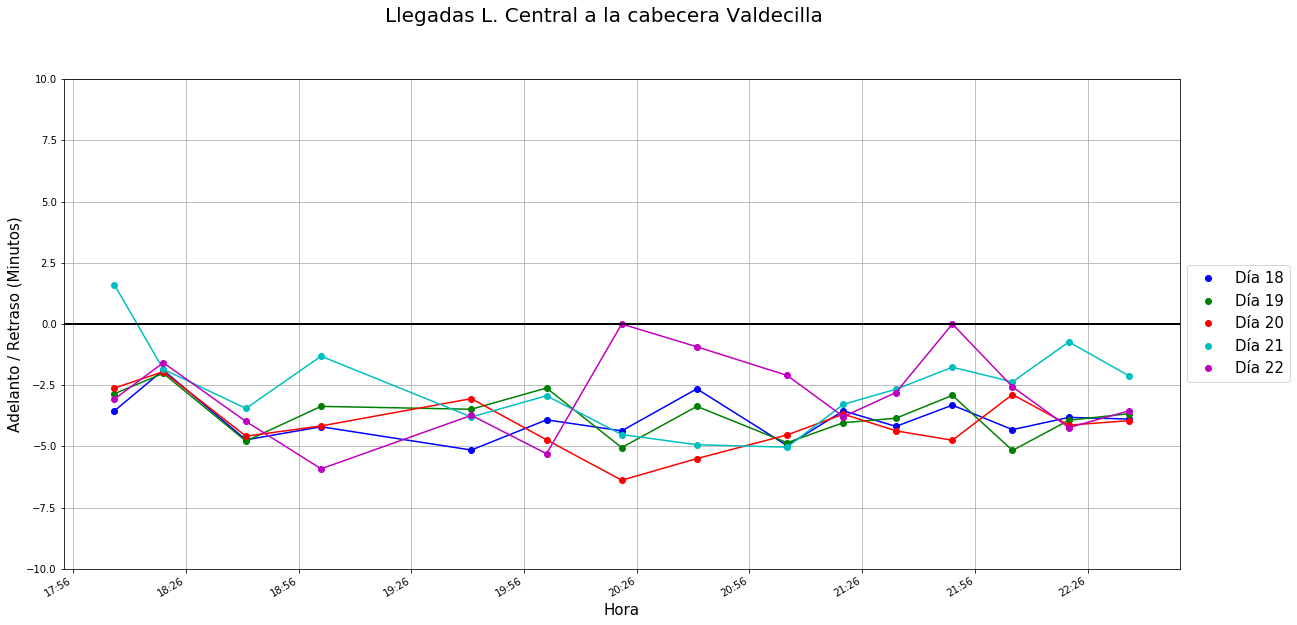 Llegadas L. Central a la cabecera Valdecilla
Adelanto / Retraso (Minutos)
10.0
7.5
5.0
2.5
0.0
−2.5
−5.0
−7.5
−10.0
17:56
18:26
18:56
19:26
19:56
20:26
20:56
21:26
21:56
22:26
Hora
Día 18
Día 19
Día 20
Día 21
Día 22